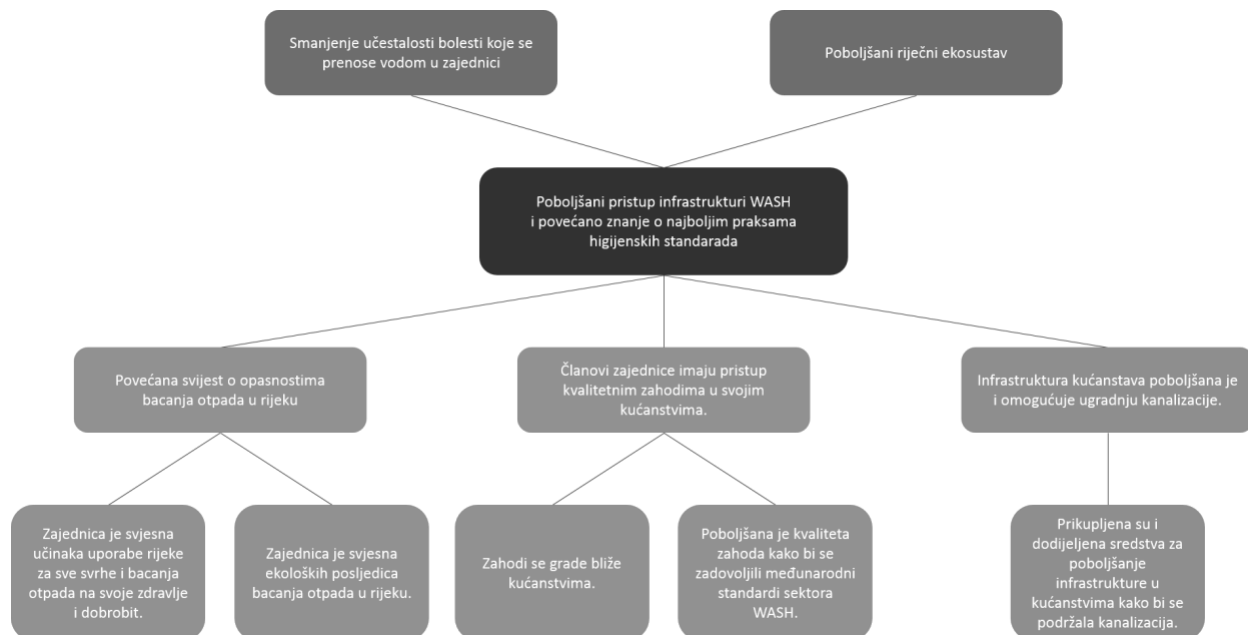 Smanjenje učestalosti bolesti koje se
prenose vodom u zajednici
Poboljšani riječni ekosustav
Poboljšani pristup infrastrukturi WASH
i povećano znanje o najboljim praksama
higijenskih standarada
Povećana svijest o opasnostima
bacanja otpada u rijeku
Članovi zajednice imaju pristup
kvalitetnim zahodima u svojim
kućanstvima.
Infrastruktura kućanstava poboljšana je
i omogućuje ugradnju kanalizacije.
Zajednica je svjesna
učinaka uporabe rijeke
za sve svrhe i bacanja
otpada na svoje zdravlje
i dobrobit.
Zajednica je svjesna
ekoloških posljedica
bacanja otpada u rijeku.
Zahodi se grade bliže
kućanstvima.
Poboljšana je kvaliteta
zahoda kako bi se
zadovoljili međunarodni
standardi sektora
WASH.
Prikupljena su i
dodijeljena sredstva za
poboljšanje
infrastrukture u
kućanstvima kako bi se
podržala kanalizacija.